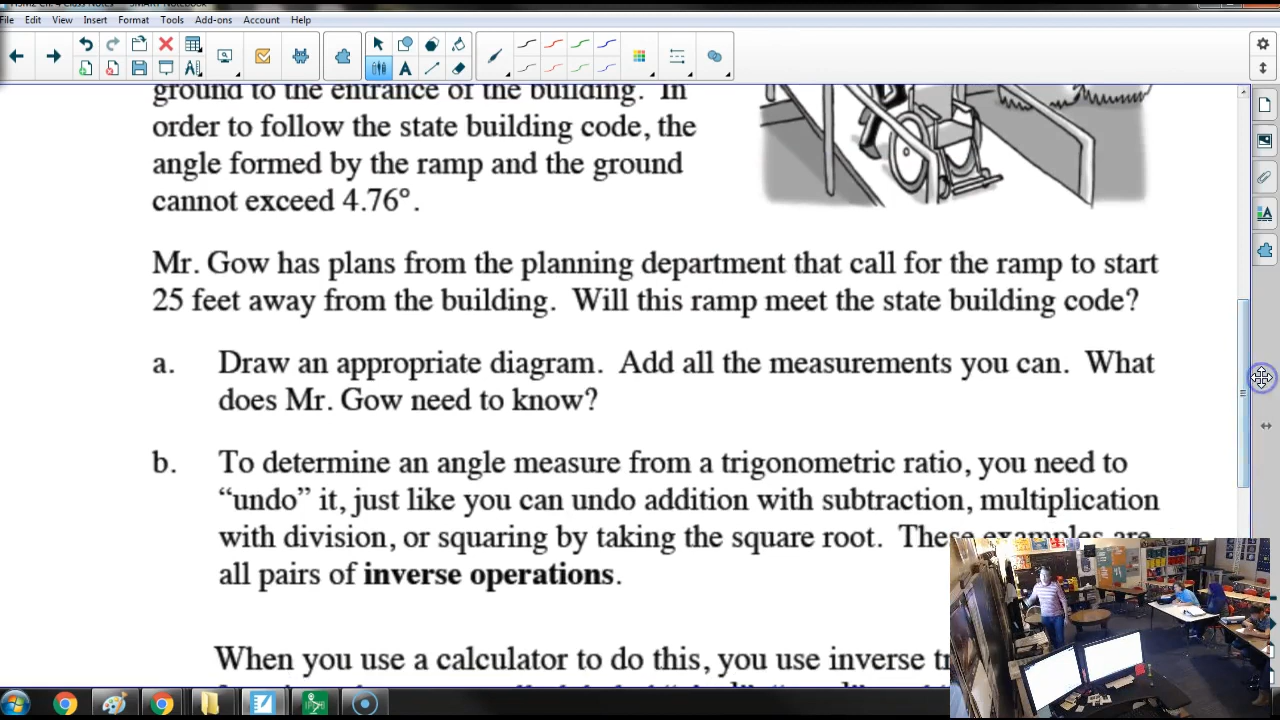 File Edit View Insert Format Tools Add-ons Account Help
ground to the entrance of the building. In
order to follow the state building code, the
angle formed by the ramp and the ground
cannot exceed 4.76°.
Mr. Gow has plans from the planning department that call for the ramp to start
25 feet away from the building. Will this ramp meet the state building code?
a. Draw an appropriate diagram. Add all the measurements you can. What
does Mr. Gow need to know?
b. To determine an angle measure from a trigonometric ratio, you need to
“undo” it, just like you can undo addition with subtraction, multiplication
with division, or squaring by taking the square root. These examples are
all pairs of inverse operations.
When you use a calculator to do this, you use inverse